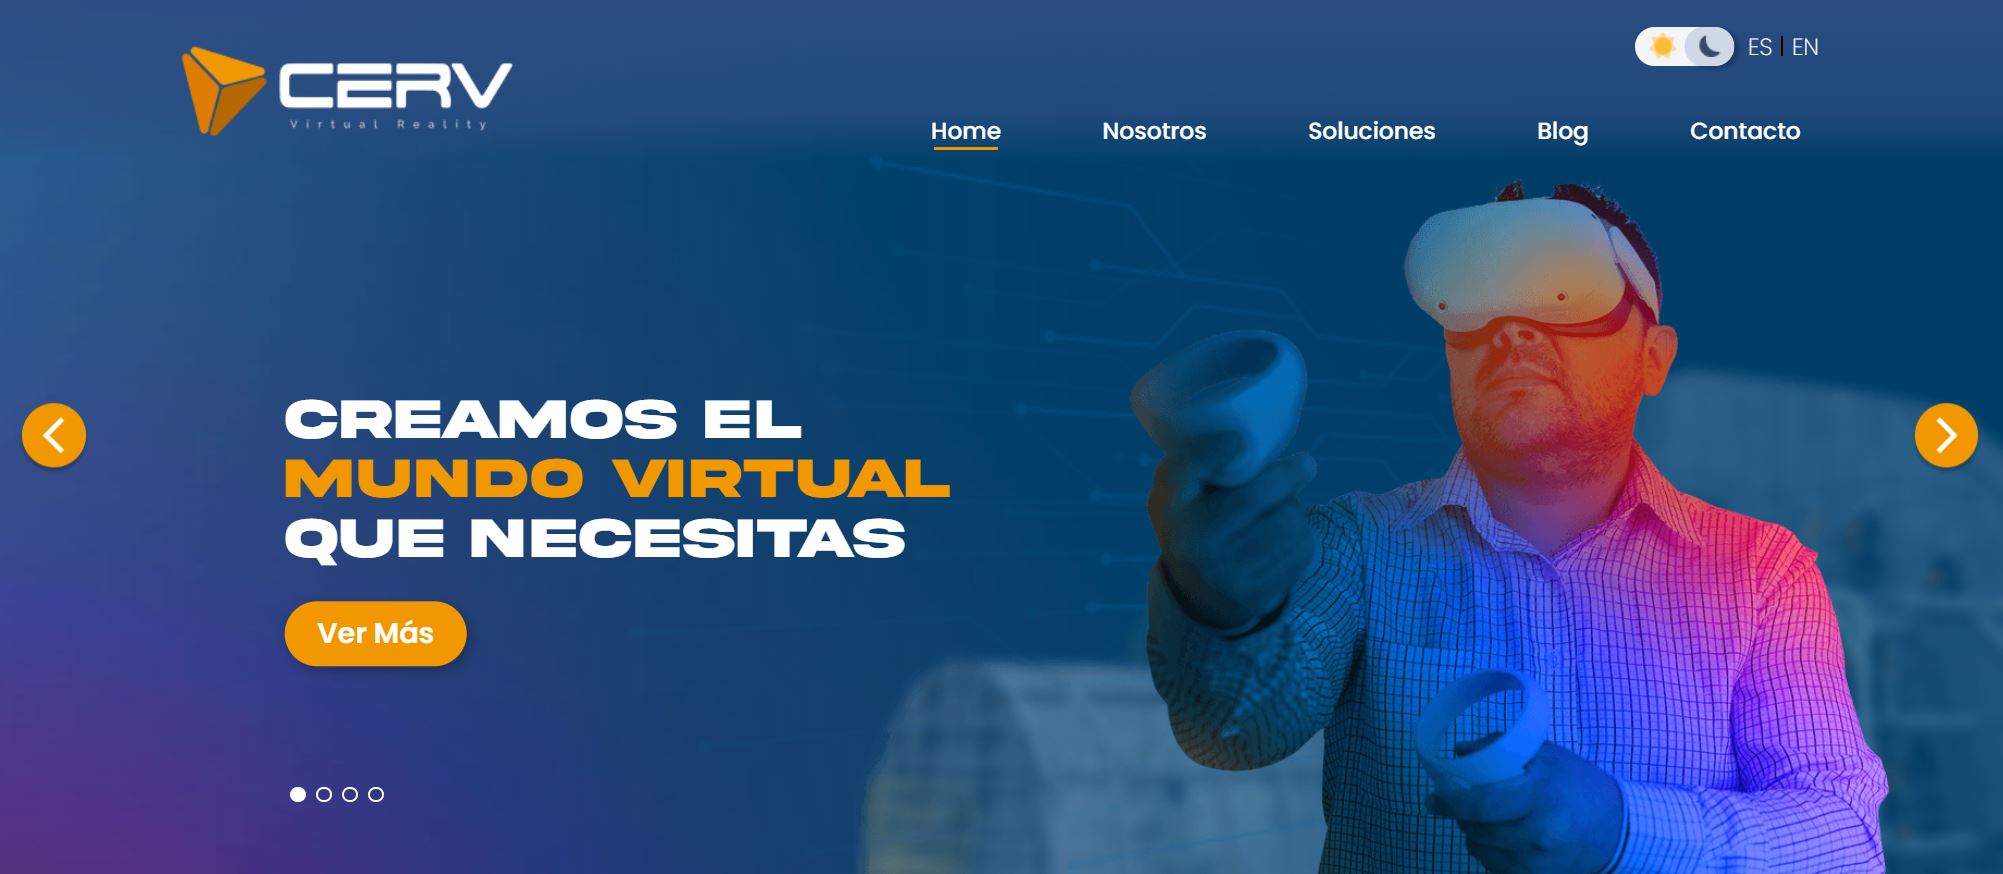 CERV
Virtual Reality
ES | EN
Home Nosotros Soluciones Blog Contacto
CREAMOS EL
MUNDO VIRTUAL
QUE NECESITAS
Ver Más